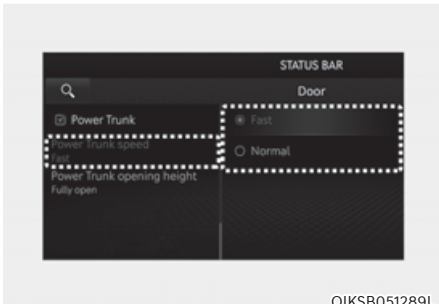 STATUS BAR
Door
Power Trunk
Power Trunk speed
Fast
Power Trunk opening height
Fully open
Fast
Normal
OIKSB051289L